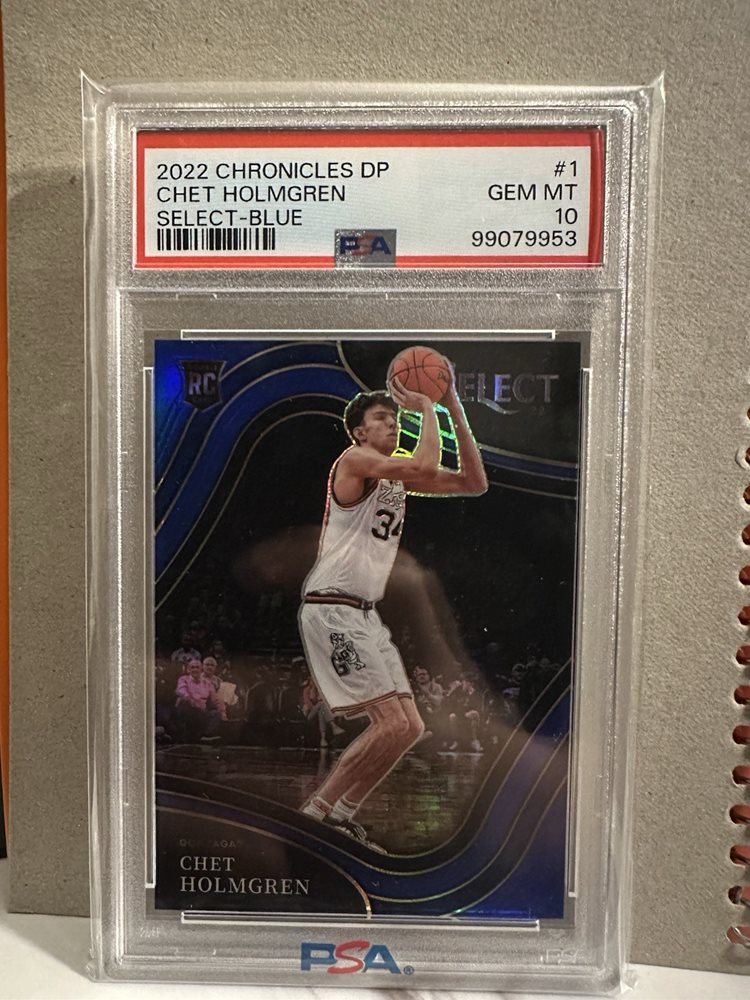 2022 CHRONICLES DP #1
CHET HOLMGREN GEM MT
SELECT-BLUE 10
PSA 99079953
RC
SELECT
34
GONZAGA
CHET
HOLMGREN
PSA®